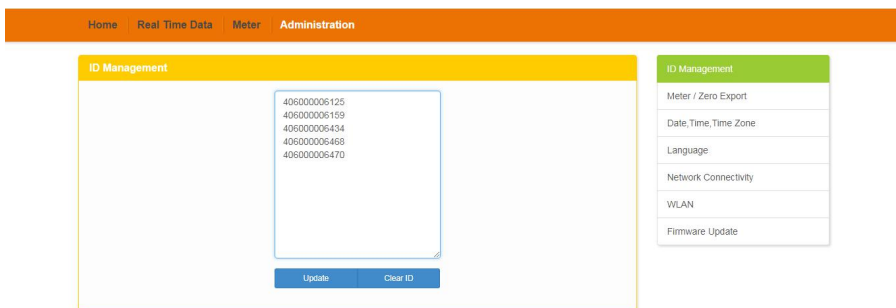 Home Real Time Data Meter Administration
ID Management
406000006125
406000006159
406000006434
406000006468
406000006470
Update Clear ID
ID Management
Meter / Zero Export
Date,Time,Time Zone
Language
Network Connectivity
WLAN
Firmware Update